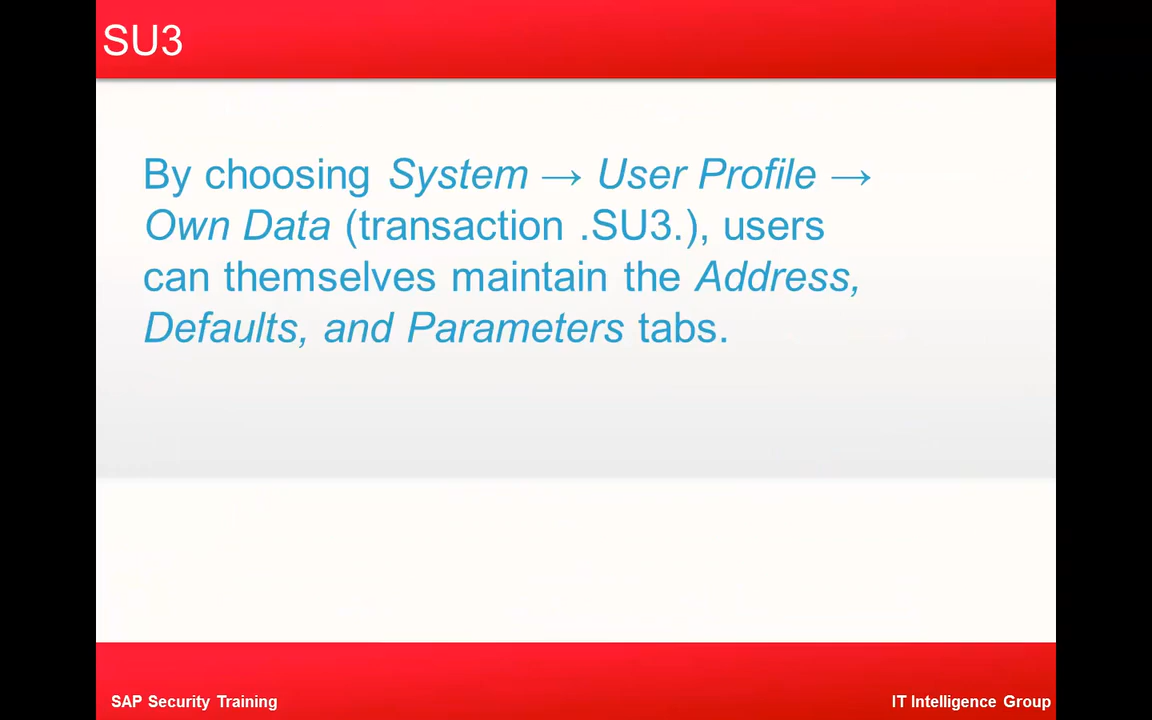 SU3
By choosing System → User Profile →
Own Data (transaction .SU3.), users
can themselves maintain the Address,
Defaults, and Parameters tabs.
SAP Security Training
IT Intelligence Group